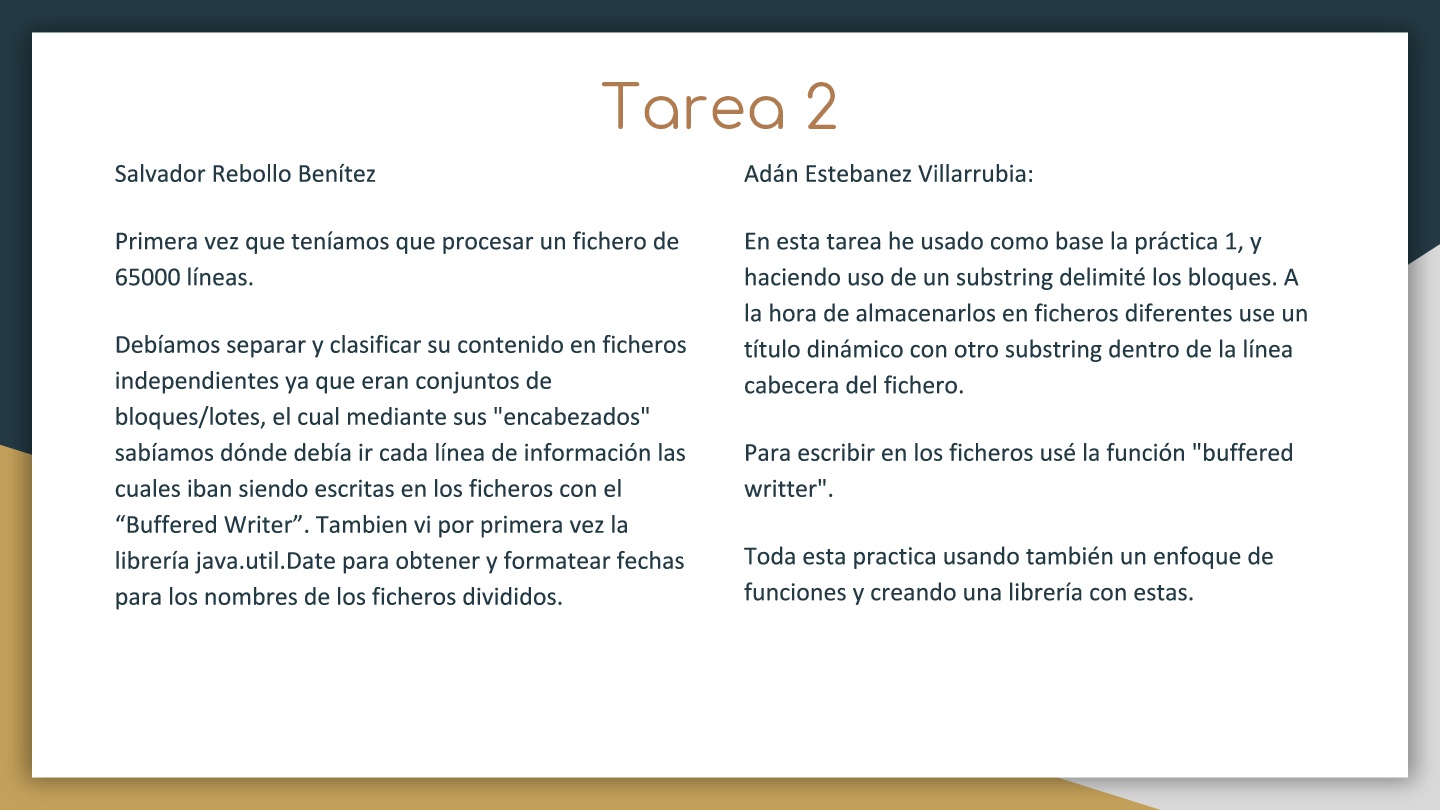 Tarea 2
Salvador Rebollo Benítez
Primera vez que teníamos que procesar un fichero de
65000 líneas.
Debíamos separar y clasificar su contenido en ficheros
independientes ya que eran conjuntos de
bloques/lotes, el cual mediante sus "encabezados"
sabíamos dónde debía ir cada línea de información las
cuales iban siendo escritas en los ficheros con el
“Buffered Writer”. Tambien vi por primera vez la
librería java.util.Date para obtener y formatear fechas
para los nombres de los ficheros divididos.
Adán Estebanez Villarrubia:
En esta tarea he usado como base la práctica 1, y
haciendo uso de un substring delimité los bloques. A
la hora de almacenarlos en ficheros diferentes use un
título dinámico con otro substring dentro de la línea
cabecera del fichero.
Para escribir en los ficheros usé la función "buffered
writter".
Toda esta practica usando también un enfoque de
funciones y creando una librería con estas.